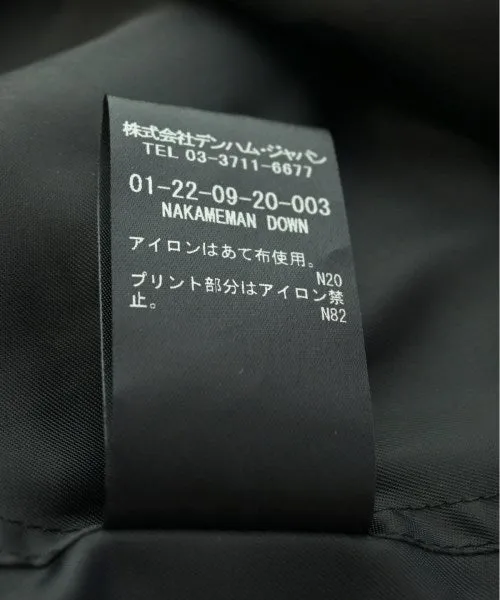 株式会社デンハム・ジャパン
TEL 03-3711-6677
01-22-09-20-003
NAKAMEMAN DOWN
アイロンはあて布使用。
N20
プリント部分はアイロン禁
止。
N82